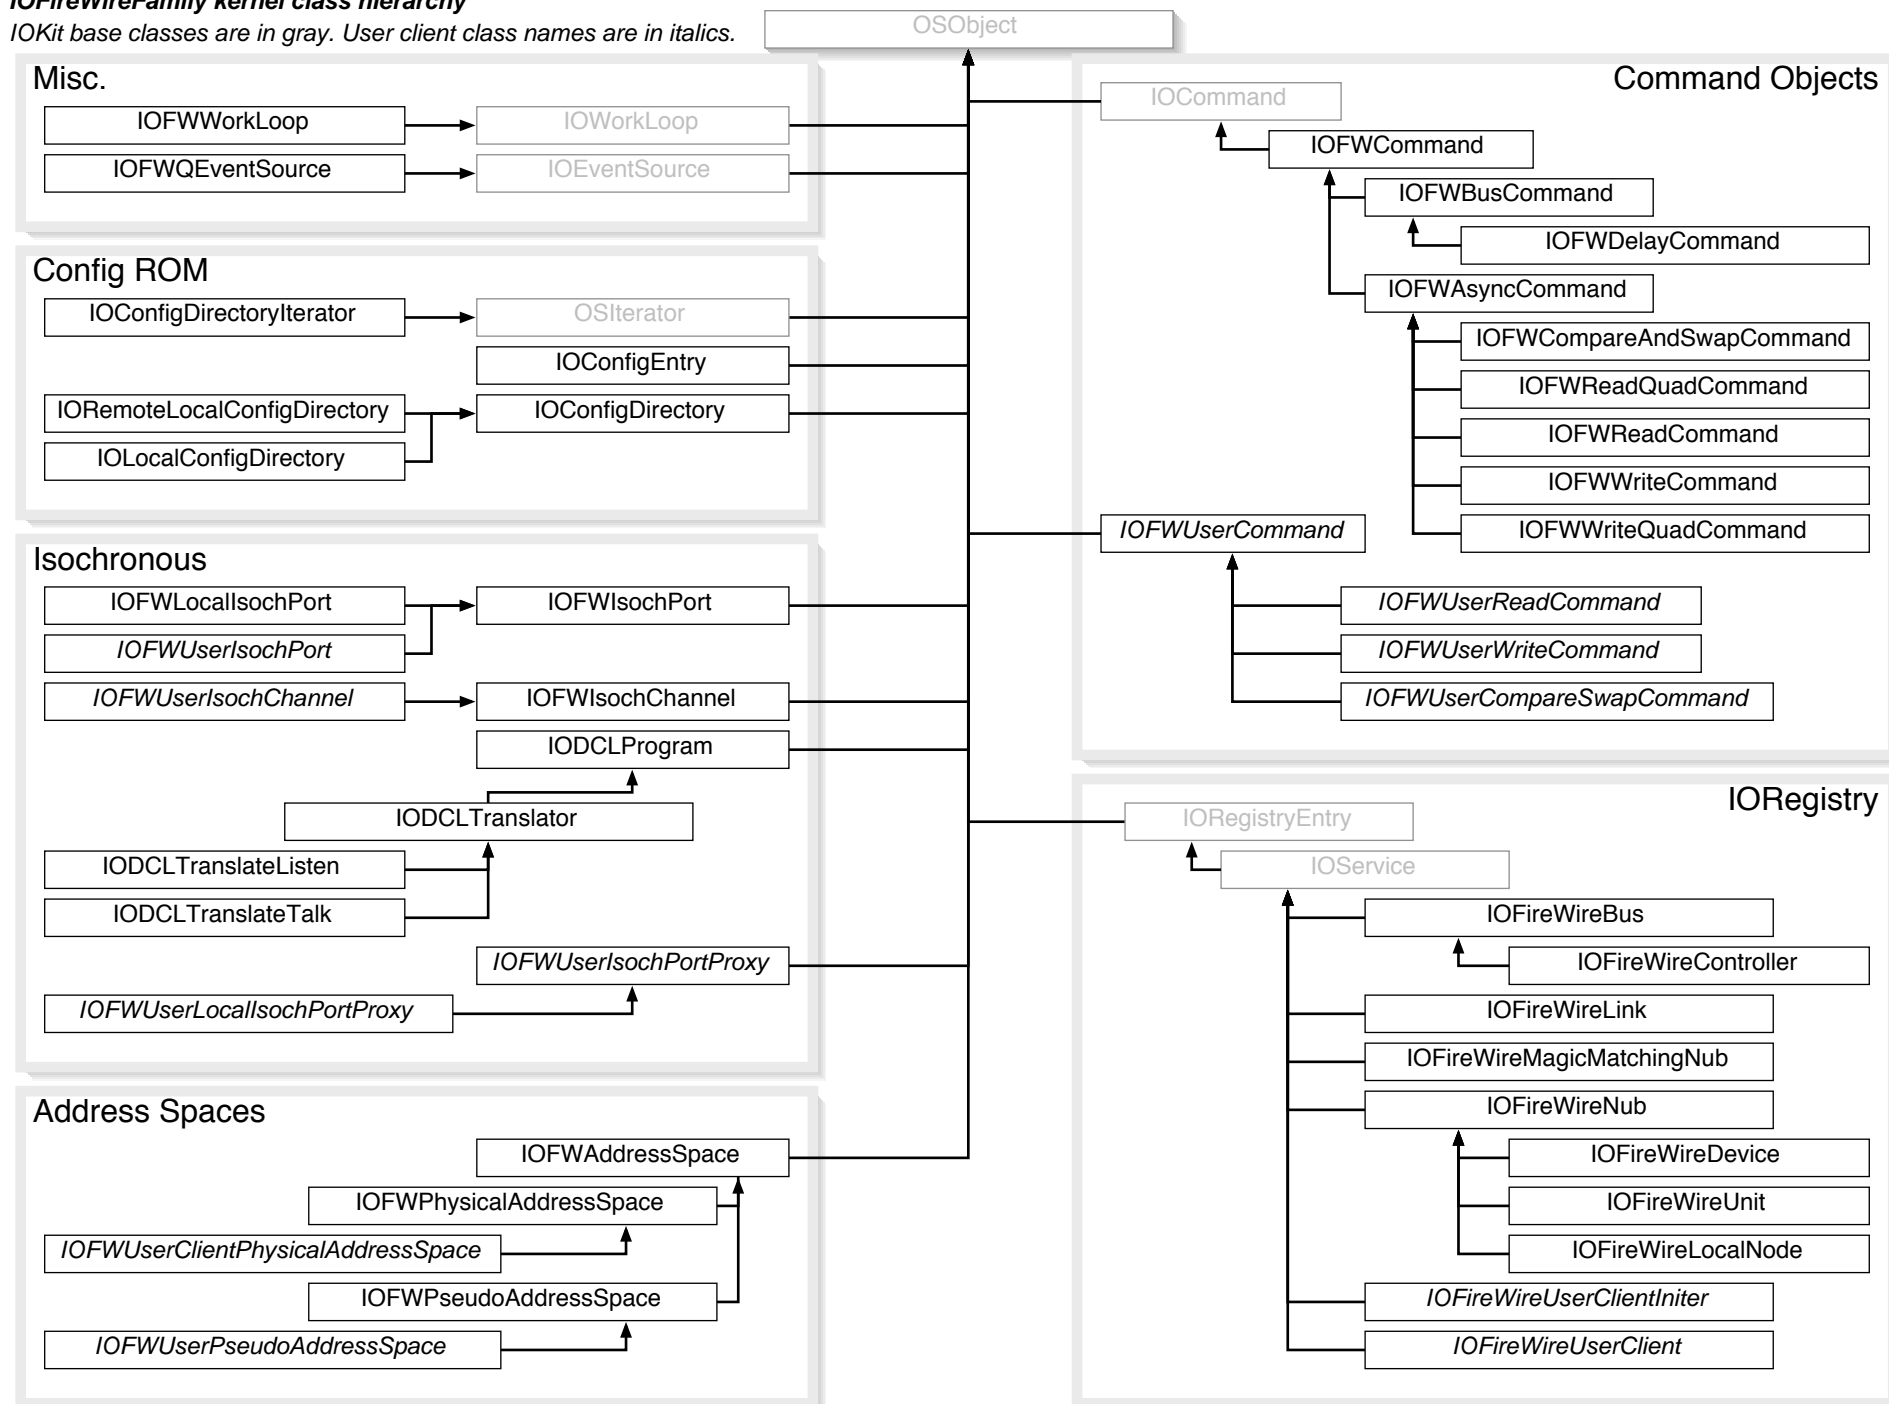 IOFireWireFamily kernel class hierarchy
IOKit base classes are in gray. User client class names are in italics.
OSObject
Misc.
IOFWWorkLoop
IOWorkLoop
IOFWQEventSource
IOEventSource
Config ROM
IOConfigDirectoryIterator
OSIterator
IOConfigEntry
IORemoteLocalConfigDirectory
IOConfigDirectory
IOLocalConfigDirectory
Isochronous
IOFWLocalIsochPort
IOFWIsochPort
IOFWUserIsochPort
IOFWUserIsochChannel
IOFWIsochChannel
IODCLProgram
IODCLTranslator
IODCLTranslateListen
IODCLTranslateTalk
IOFWUserIsochPortProxy
IOFWUserLocalIsochPortProxy
Address Spaces
IOFWAddressSpace
IOFWPhysicalAddressSpace
IOFWUserClientPhysicalAddressSpace
IOFWPseudoAddressSpace
IOFWUserPseudoAddressSpace
Command Objects
IOCommand
IOFWCommand
IOFWBusCommand
IOFWDelayCommand
IOFWAsyncCommand
IOFWCompareAndSwapCommand
IOFWReadQuadCommand
IOFWReadCommand
IOFWWriteCommand
IOFWWriteQuadCommand
IOFWUserCommand
IOFWUserReadCommand
IOFWUserWriteCommand
IOFWUserCompareSwapCommand
IORegistry
IORegistryEntry
IOService
IOFireWireBus
IOFireWireController
IOFireWireLink
IOFireWireMagicMatchingNub
IOFireWireNub
IOFireWireDevice
IOFireWireUnit
IOFireWireLocalNode
IOFireWireUserClientIniter
IOFireWireUserClient